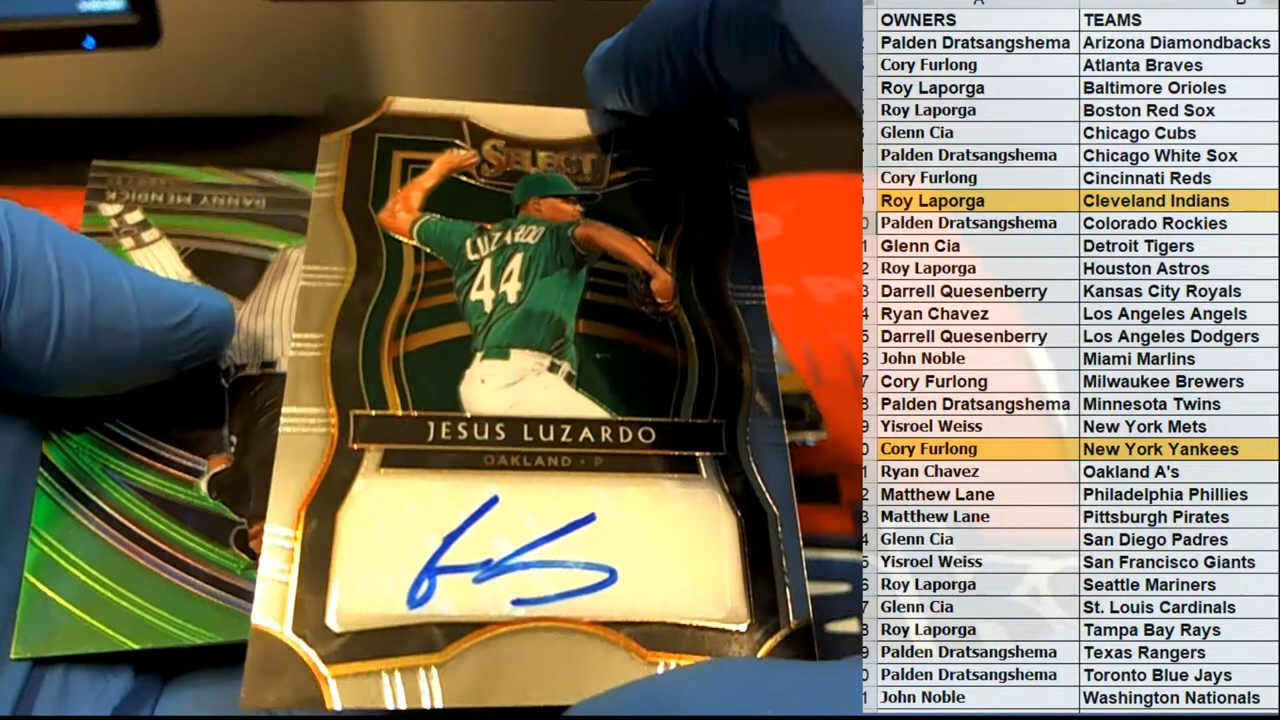 DANNY MENDICK
SELECT
LUZARDO
44
JESUS LUZARDO
OAKLAND • P
OWNERS TEAMS
Palden Dratsangshema Arizona Diamondbacks
Cory Furlong Atlanta Braves
Roy Laporga Baltimore Orioles
Roy Laporga Boston Red Sox
Glenn Cia Chicago Cubs
Palden Dratsangshema Chicago White Sox
Cory Furlong Cincinnati Reds
Roy Laporga Cleveland Indians
Palden Dratsangshema Colorado Rockies
Glenn Cia Detroit Tigers
Roy Laporga Houston Astros
Darrell Quesenberry Kansas City Royals
Ryan Chavez Los Angeles Angels
Darrell Quesenberry Los Angeles Dodgers
John Noble Miami Marlins
Cory Furlong Milwaukee Brewers
Palden Dratsangshema Minnesota Twins
Yisroel Weiss New York Mets
Cory Furlong New York Yankees
Ryan Chavez Oakland A's
Matthew Lane Philadelphia Phillies
Matthew Lane Pittsburgh Pirates
Glenn Cia San Diego Padres
Yisroel Weiss San Francisco Giants
Roy Laporga Seattle Mariners
Glenn Cia St. Louis Cardinals
Roy Laporga Tampa Bay Rays
Palden Dratsangshema Texas Rangers
Palden Dratsangshema Toronto Blue Jays
John Noble Washington Nationals